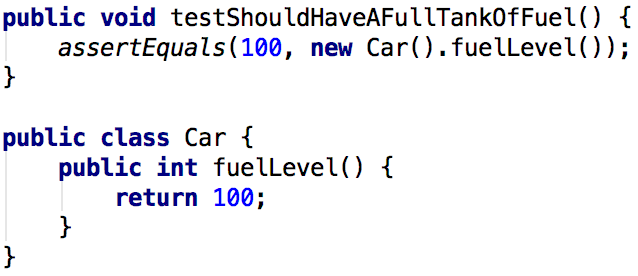 public void testShouldHaveAFullTankOfFuel() {
    assertEquals(100, new Car().fuelLevel());
}

public class Car {
    public int fuelLevel() {
        return 100;
    }
}